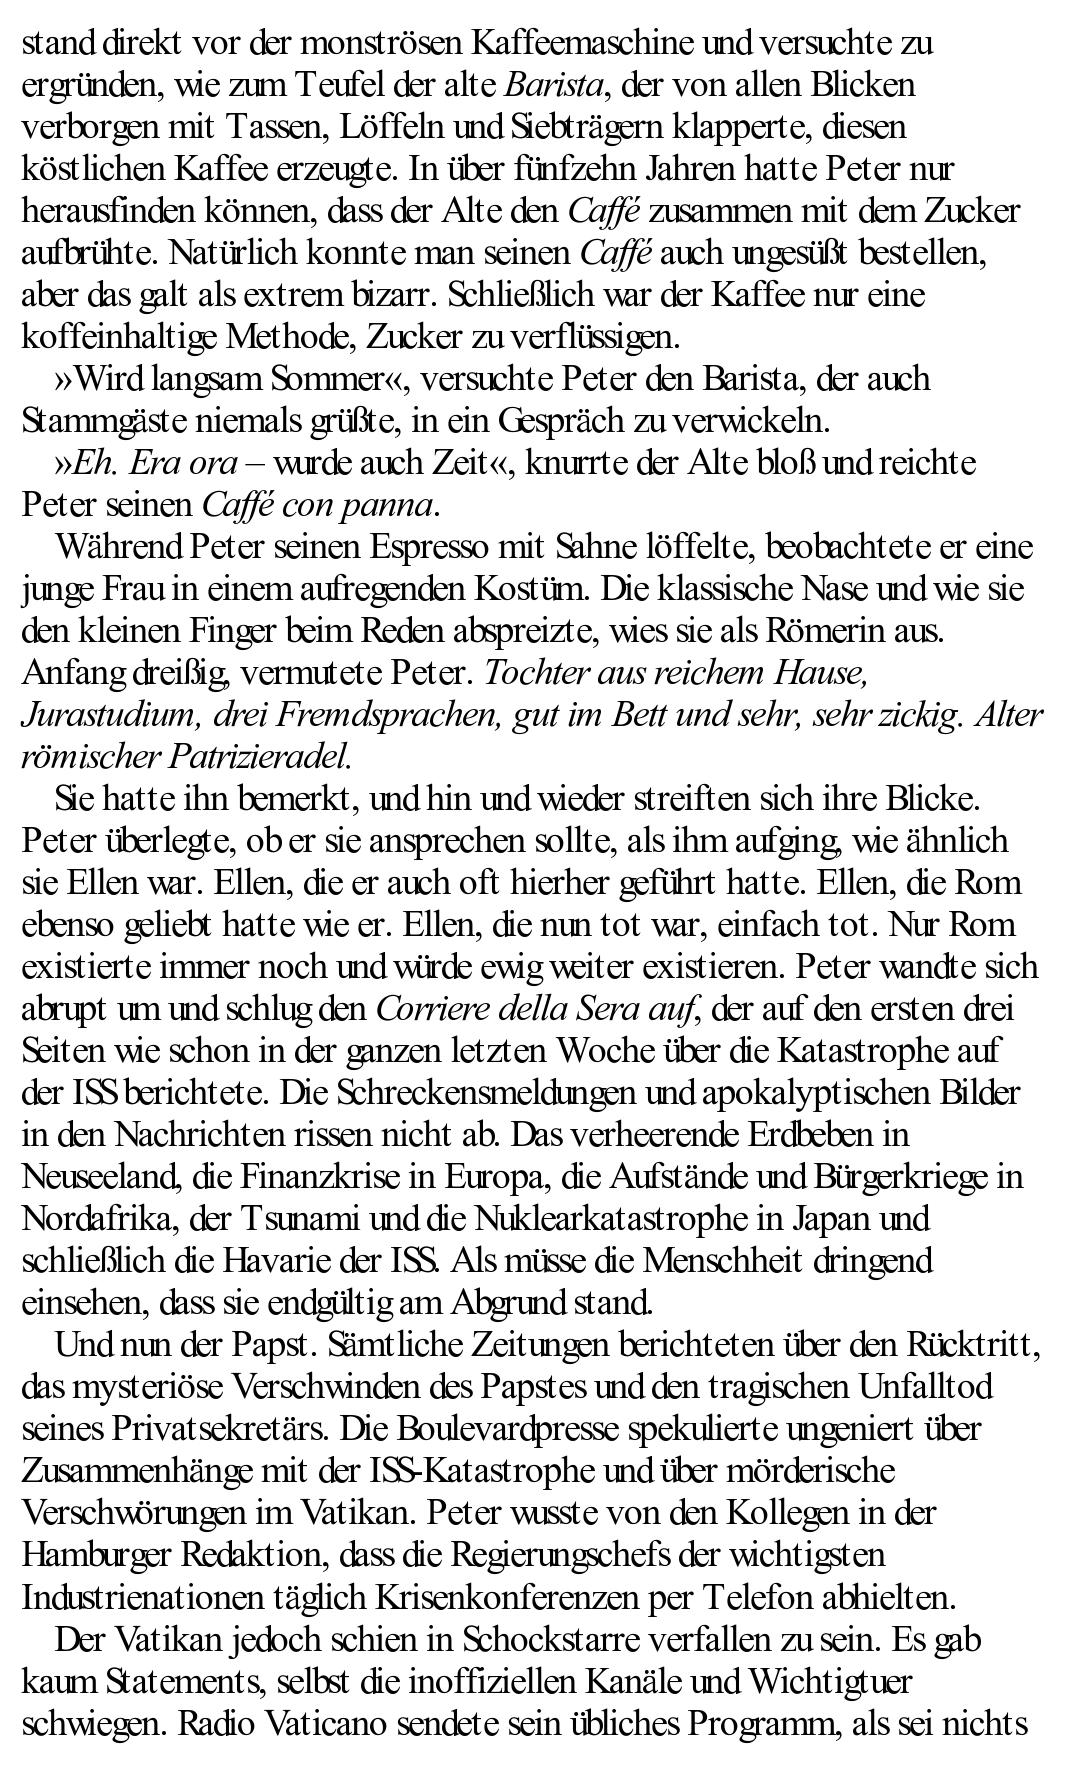 stand direkt vor der monströsen Kaffeemaschine und versuchte zu
ergründen, wie zum Teufel der alte Barista, der von allen Blicken
verborgen mit Tassen, Löffeln und Siebträgern klapperte, diesen
köstlichen Kaffee erzeugte. In über fünfzehn Jahren hatte Peter nur
herausfinden können, dass der Alte den Caffé zusammen mit dem Zucker
aufbrühte. Natürlich konnte man seinen Caffé auch ungesüßt bestellen,
aber das galt als extrem bizarr. Schließlich war der Kaffee nur eine
koffeinhaltige Methode, Zucker zu verflüssigen.
»Wird langsam Sommer«, versuchte Peter den Barista, der auch
Stammgäste niemals grüßte, in ein Gespräch zu verwickeln.
»Eh. Era ora – wurde auch Zeit«, knurrte der Alte bloß und reichte
Peter seinen Caffé con panna.
Während Peter seinen Espresso mit Sahne löffelte, beobachtete er eine
junge Frau in einem aufregenden Kostüm. Die klassische Nase und wie sie
den kleinen Finger beim Reden abspreizte, wies sie als Römerin aus.
Anfang dreißig, vermutete Peter. Tochter aus reichem Hause,
Jurastudium, drei Fremdsprachen, gut im Bett und sehr, sehr zickig. Alter
römischer Patrizieradel.
Sie hatte ihn bemerkt, und hin und wieder streiften sich ihre Blicke.
Peter überlegte, ob er sie ansprechen sollte, als ihm aufging, wie ähnlich
sie Ellen war. Ellen, die er auch oft hierher geführt hatte. Ellen, die Rom
ebenso geliebt hatte wie er. Ellen, die nun tot war, einfach tot. Nur Rom
existierte immer noch und würde ewig weiter existieren. Peter wandte sich
abrupt um und schlug den Corriere della Sera auf, der auf den ersten drei
Seiten wie schon in der ganzen letzten Woche über die Katastrophe auf
der ISS berichtete. Die Schreckensmeldungen und apokalyptischen Bilder
in den Nachrichten rissen nicht ab. Das verheerende Erdbeben in
Neuseeland, die Finanzkrise in Europa, die Aufstände und Bürgerkriege in
Nordafrika, der Tsunami und die Nuklearkatastrophe in Japan und
schließlich die Havarie der ISS. Als müsse die Menschheit dringend
einsehen, dass sie endgültig am Abgrund stand.
Und nun der Papst. Sämtliche Zeitungen berichteten über den Rücktritt,
das mysteriöse Verschwinden des Papstes und den tragischen Unfalltod
seines Privatsekretärs. Die Boulevardpresse spekulierte ungeniert über
Zusammenhänge mit der ISS-Katastrophe und über mörderische
Verschwörungen im Vatikan. Peter wusste von den Kollegen in der
Hamburger Redaktion, dass die Regierungschefs der wichtigsten
Industrienationen täglich Krisenkonferenzen per Telefon abhielten.
Der Vatikan jedoch schien in Schockstarre verfallen zu sein. Es gab
kaum Statements, selbst die inoffiziellen Kanäle und Wichtigtuer
schwiegen. Radio Vaticano sendete sein übliches Programm, als sei nichts